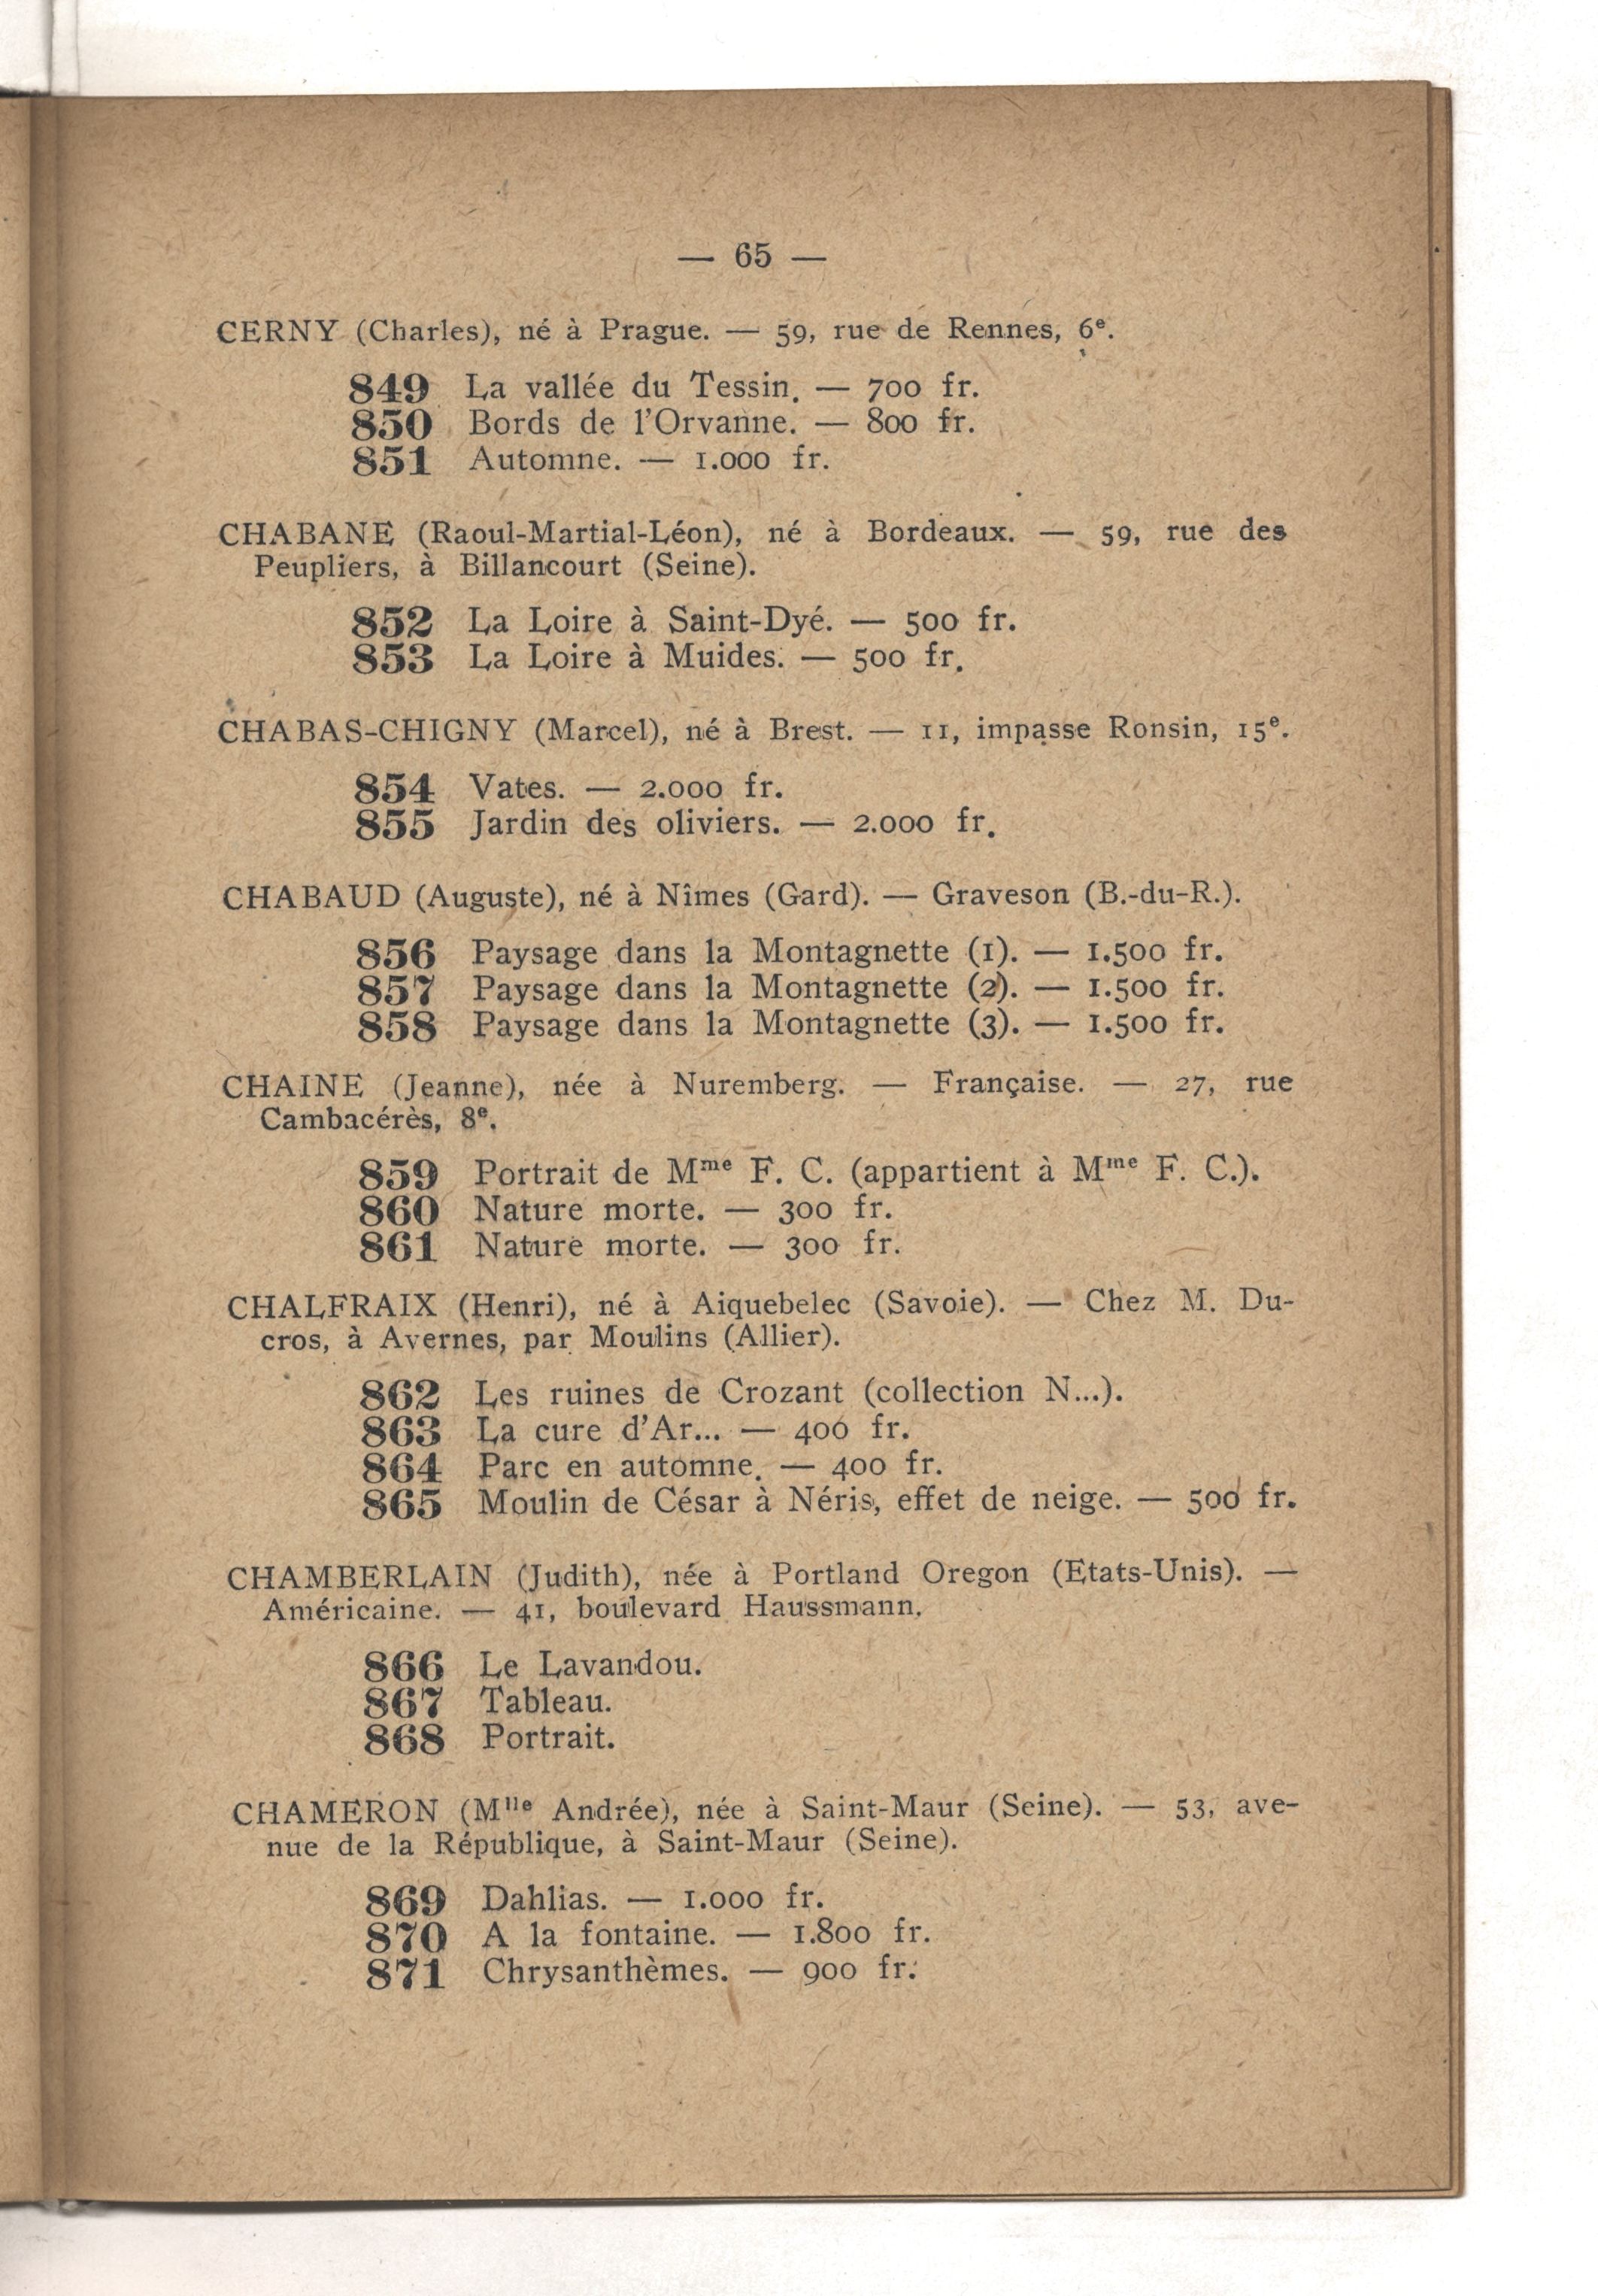 — 65 —
CERNY (Charles), né à Prague. — 59, rue de Rennes, 6e.
849 La vallée du Tessin. — 700 fr.
850 Bords de l'Orvanne. — 800 fr.
851 Automne. — 1.000 fr.
CHABANE (Raoul-Martial-Léon), né à Bordeaux. — 59, rue des
Peupliers, à Billancourt (Seine).
852 La Loire à Saint-Dyé. — 500 fr.
853 La Loire à Muides. — 500 fr.
CHABAS-CHIGNY (Marcel), né à Brest. — 11, impasse Ronsin, 15e.
854 Vates. — 2.000 fr.
855 Jardin des oliviers. — 2.000 fr.
CHABAUD (Auguste), né à Nîmes (Gard). — Graveson (B.-du-R.).
856 Paysage dans la Montagnette (1). — 1.500 fr.
857 Paysage dans la Montagnette (2). — 1.500 fr.
858 Paysage dans la Montagnette (3). — 1.500 fr.
CHAINE (Jeanne), née à Nuremberg. — Française. — 27, rue
Cambacérès, 8e.
859 Portrait de Mme F. C. (appartient à Mme F. C.).
860 Nature morte. — 300 fr.
861 Nature morte. — 300 fr.
CHALFRAIX (Henri), né à Aiquebelec (Savoie). — Chez M. Du-
cros, à Avernes, par Moulins (Allier).
862 Les ruines de Crozant (collection N...).
863 La cure d'Ar... — 400 fr.
864 Parc en automne. — 400 fr.
865 Moulin de César à Néris, effet de neige. — 500 fr.
CHAMBERLAIN (Judith), née à Portland Oregon (Etats-Unis). —
Américaine. — 41, boulevard Haussmann.
866 Le Lavandou.
867 Tableau.
868 Portrait.
CHAMERON (Mlle Andrée), née à Saint-Maur (Seine). — 53, ave-
nue de la République, à Saint-Maur (Seine).
869 Dahlias. — 1.000 fr.
870 A la fontaine. — 1.800 fr.
871 Chrysanthèmes. — 900 fr.